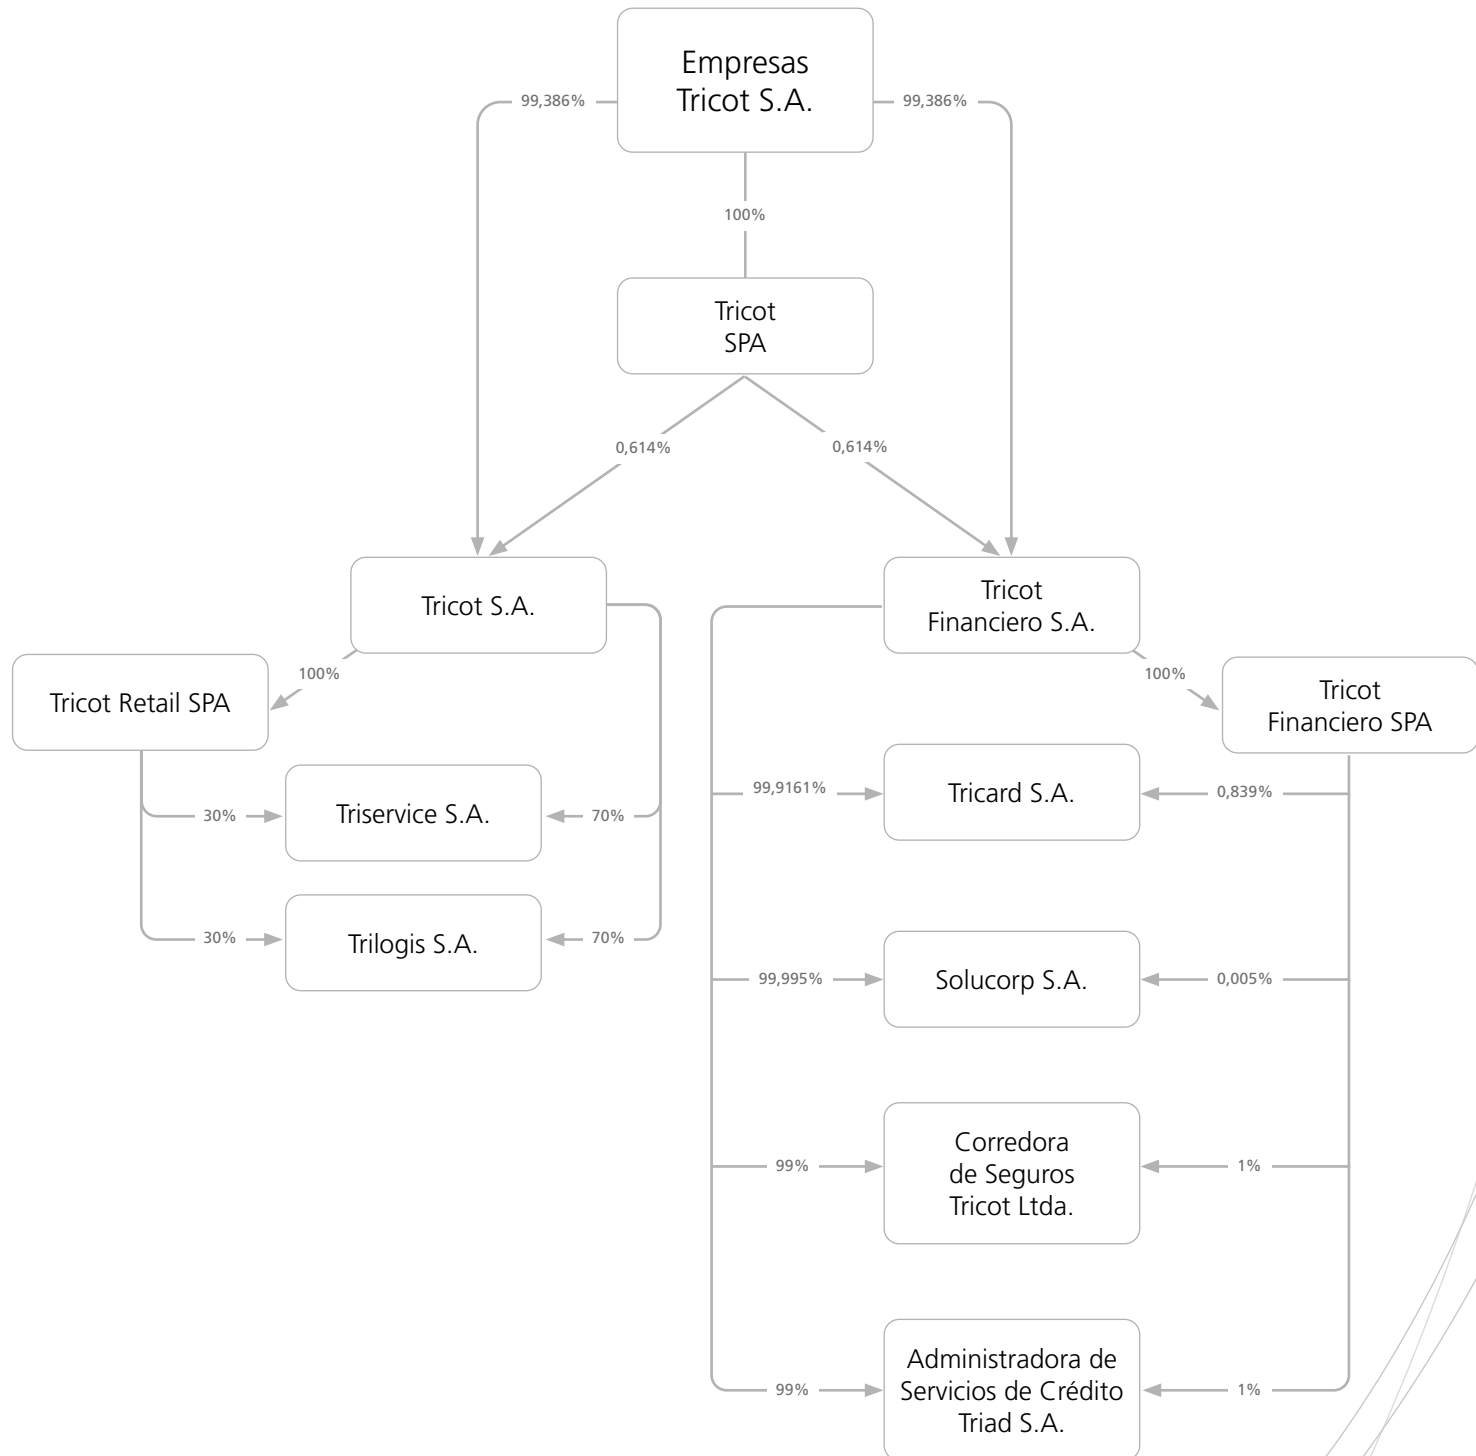 Empresas
Tricot S.A.
99,386%
99,386%
100%
Tricot
SPA
0,614%
0,614%
Tricot S.A.
Tricot
Financiero S.A.
100%
100%
Tricot Retail SPA
Tricot
Financiero SPA
30%
Triservice S.A.
70%
99,9161%
Tricard S.A.
0,839%
30%
Trilogis S.A.
70%
99,995%
Solucorp S.A.
0,005%
99%
Corredora
de Seguros
Tricot Ltda.
1%
99%
Administradora de
Servicios de Crédito
Triad S.A.
1%